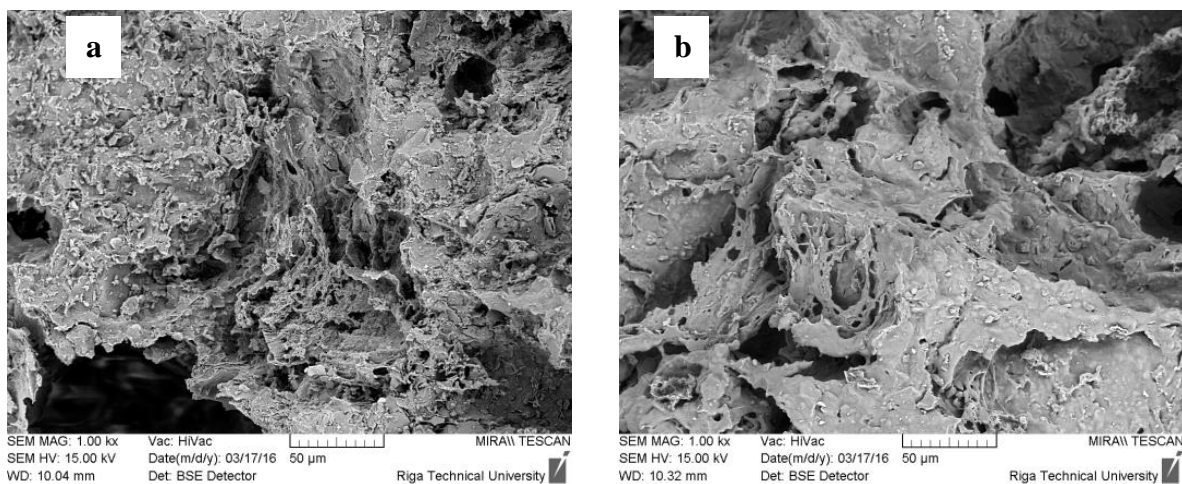 a
SEM MAG: 1.00 kx Vac: HiVac MIRA\\ TESCAN
SEM HV: 15.00 kV Date(m/d/y): 03/17/16 50 µm
WD: 10.04 mm Det: BSE Detector Riga Technical University
b
SEM MAG: 1.00 kx Vac: HiVac MIRA\\ TESCAN
SEM HV: 15.00 kV Date(m/d/y): 03/17/16 50 µm
WD: 10.32 mm Det: BSE Detector Riga Technical University